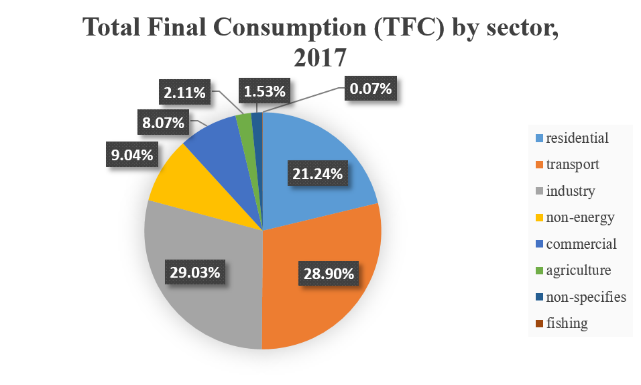 Total Final Consumption (TFC) by sector,
2017
2.11%
1.53%
0.07%
8.07%
9.04%
21.24%
29.03%
28.90%
residential
transport
industry
non-energy
commercial
agriculture
non-specifies
fishing